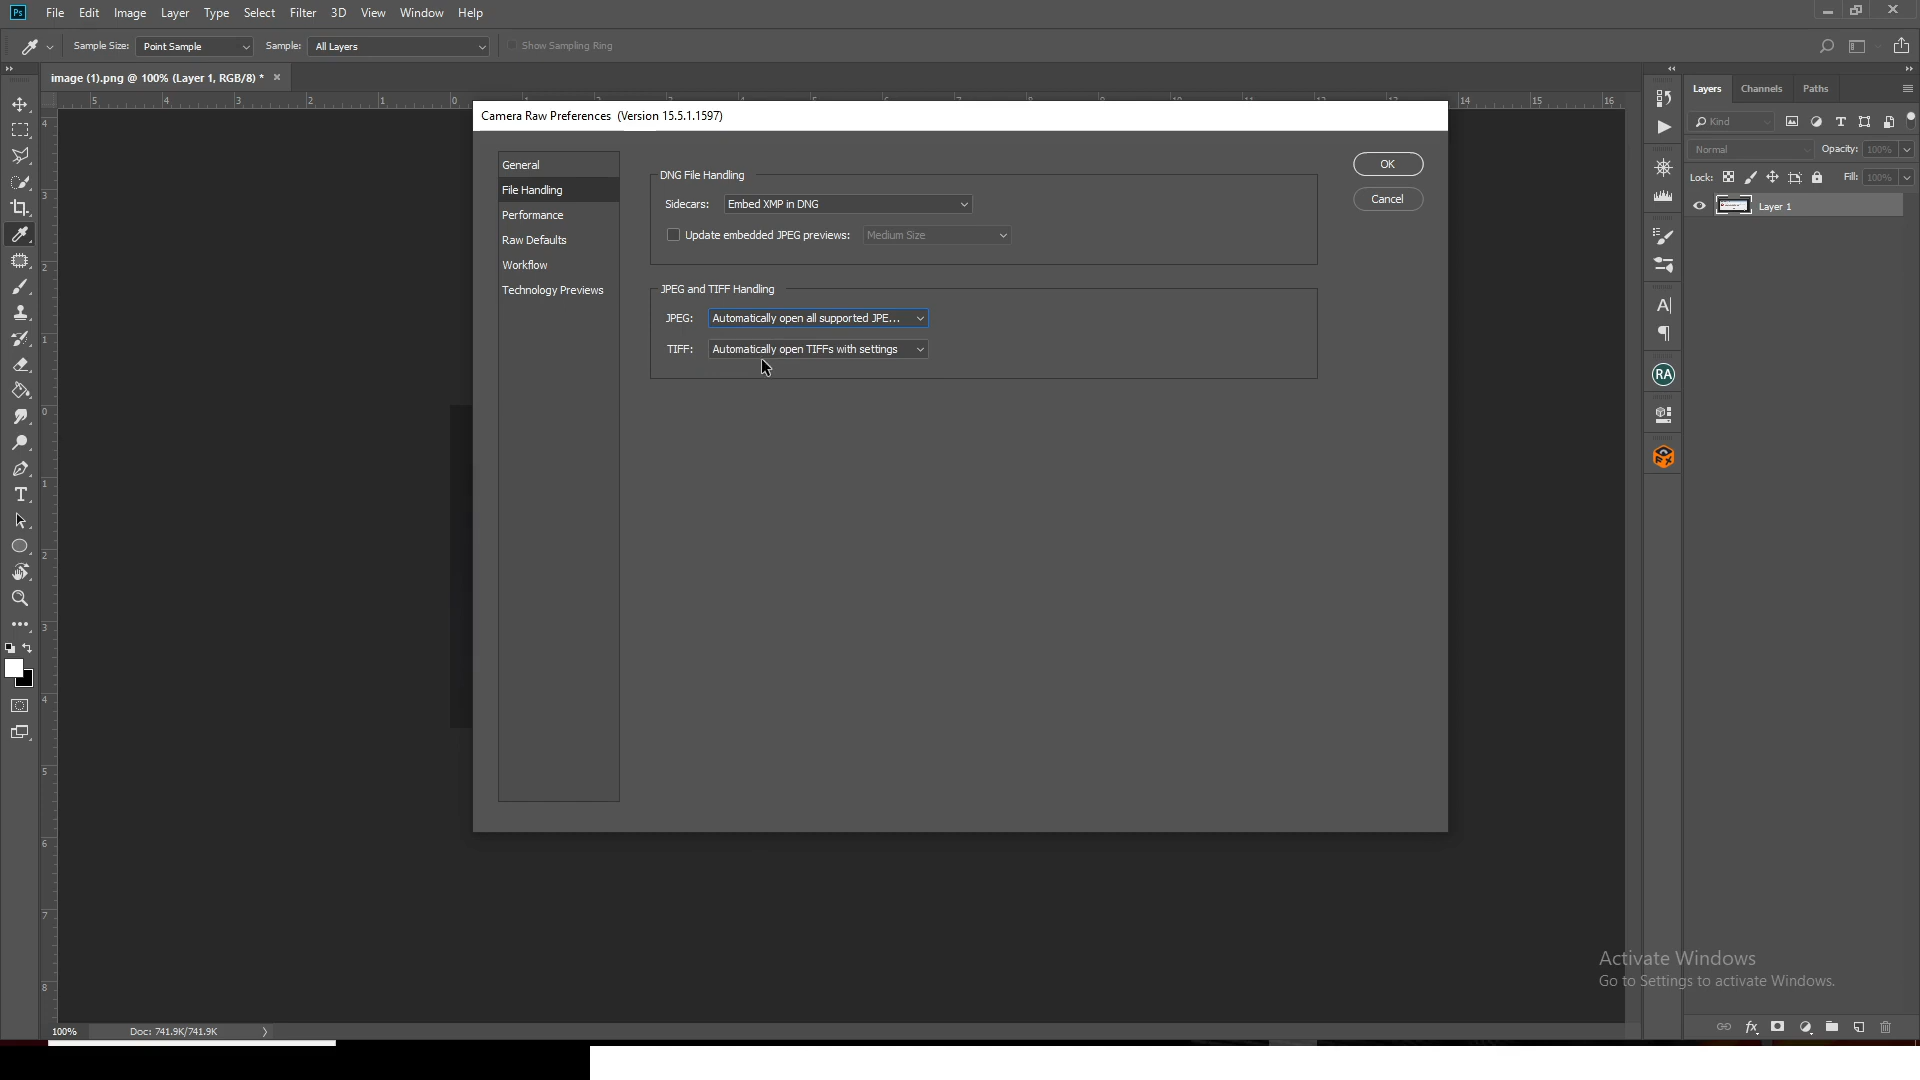 Ps File Edit Image Layer Type Select Filter 3D View Window Help
Sample Size: Point Sample Sample: All Layers Show Sampling Ring
image (1).png @ 100% (Layer 1, RGB/8) *
Camera Raw Preferences (Version 15.5.1.1597)
General
File Handling
Performance
Raw Defaults
Workflow
Technology Previews
DNG File Handling
Sidecars: Embed XMP in DNG
Update embedded JPEG previews: Medium Size
JPEG and TIFF Handling
JPEG: Automatically open all supported JPE...
TIFF: Automatically open TIFFs with settings
OK
Cancel
Layers Channels Paths
Kind
Normal Opacity: 100%
Lock: Fill: 100%
Layer 1
RA
Activate Windows
Go to Settings to activate Windows.
100% Doc: 741.9K/741.9K